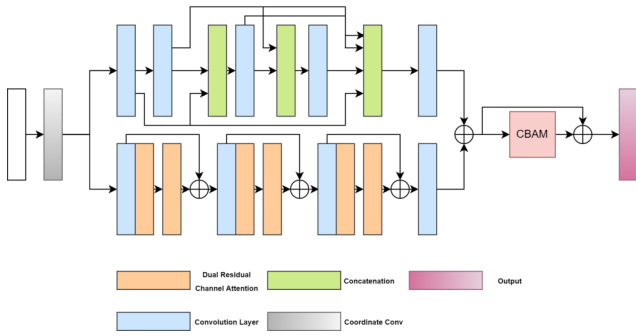 CBAM
Dual Residual
Channel Attention
Concatenation
Output
Convolution Layer
Coordinate Conv